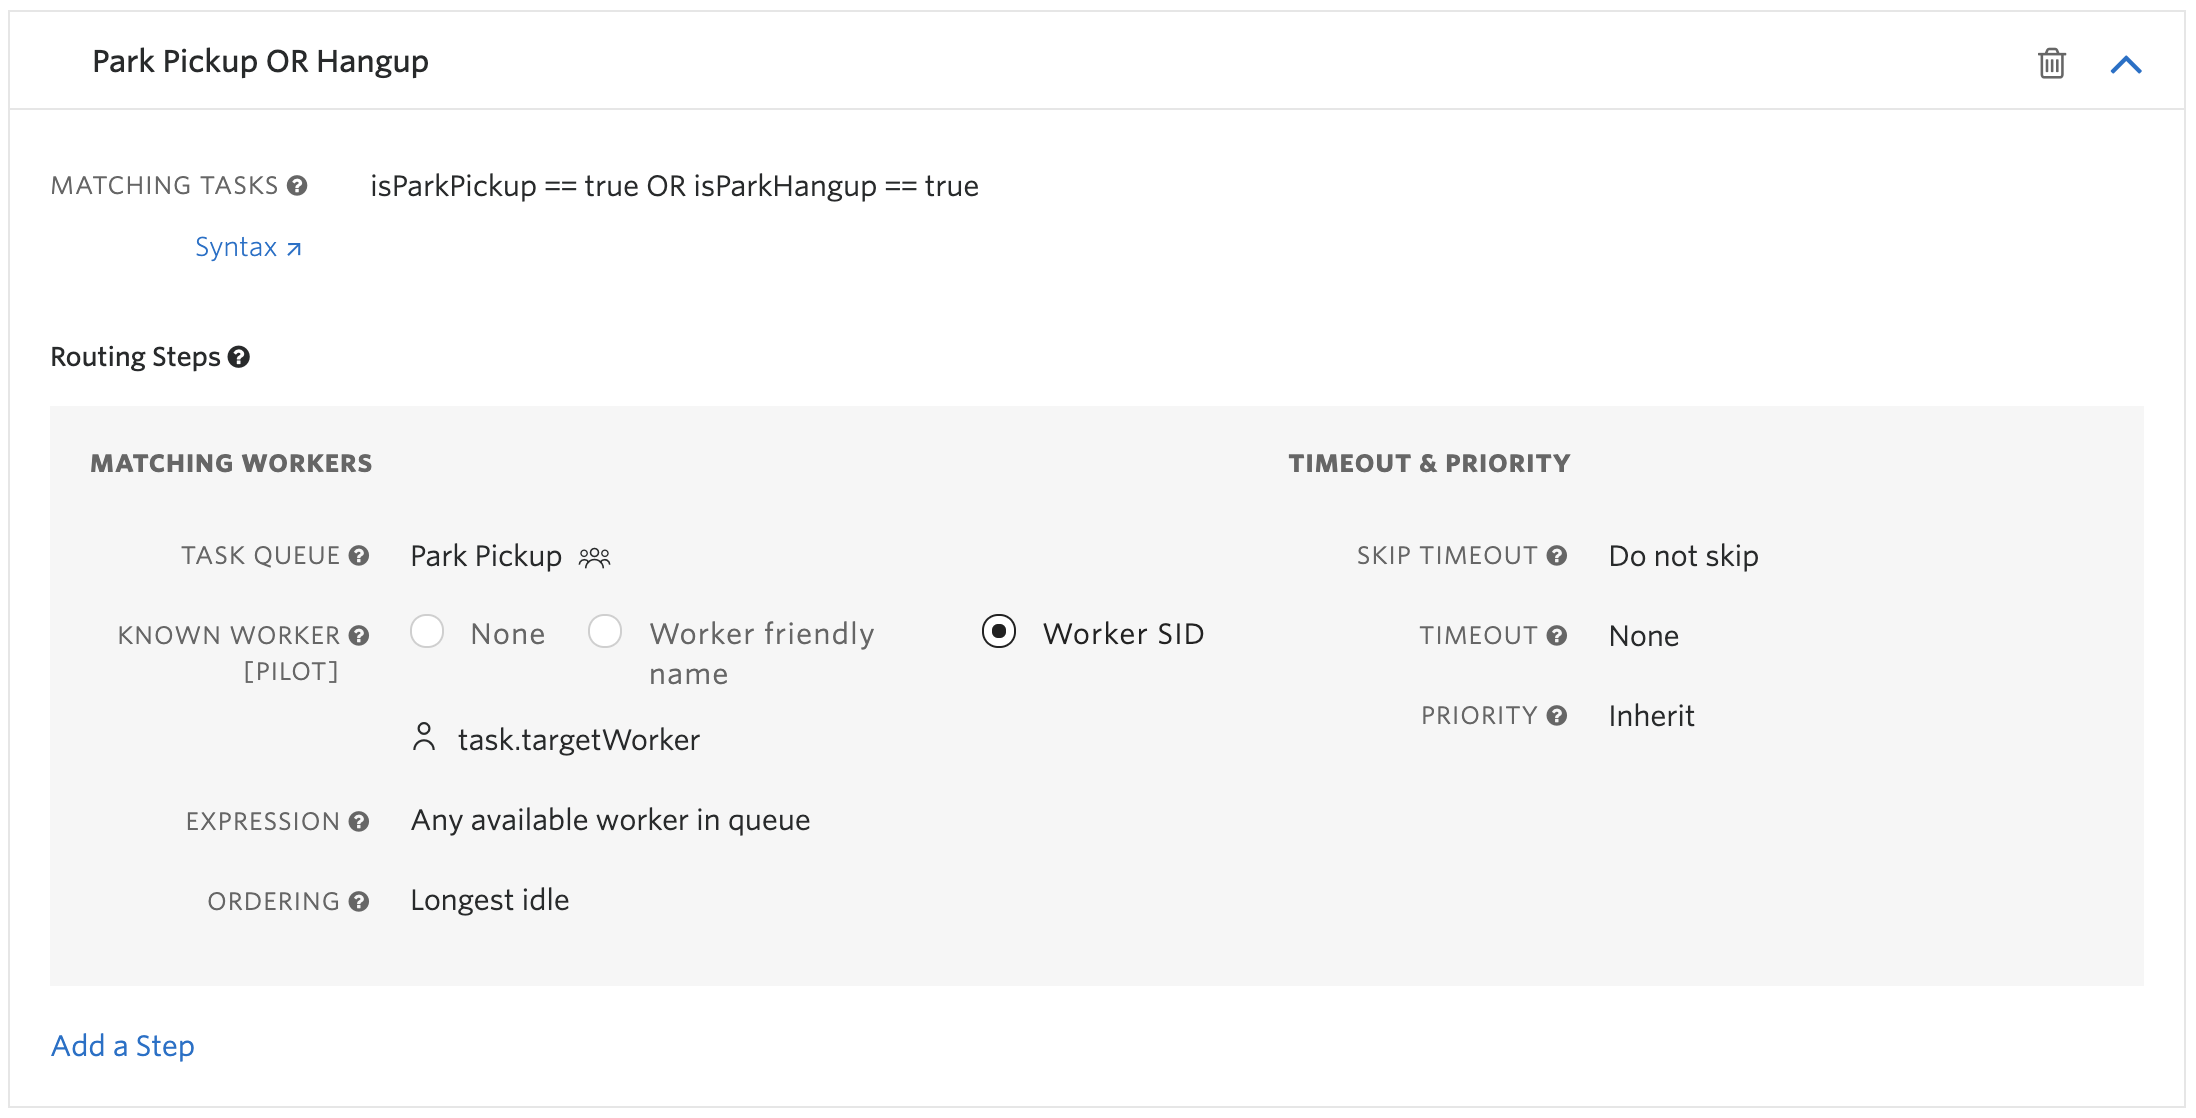 Park Pickup OR Hangup
MATCHING TASKS
isParkPickup == true OR isParkHangup == true
Syntax
Routing Steps
MATCHING WORKERS
TASK QUEUE
Park Pickup
KNOWN WORKER
[PILOT]
None
Worker friendly
name
Worker SID
task.targetWorker
EXPRESSION
Any available worker in queue
ORDERING
Longest idle
TIMEOUT & PRIORITY
SKIP TIMEOUT
Do not skip
TIMEOUT
None
PRIORITY
Inherit
Add a Step